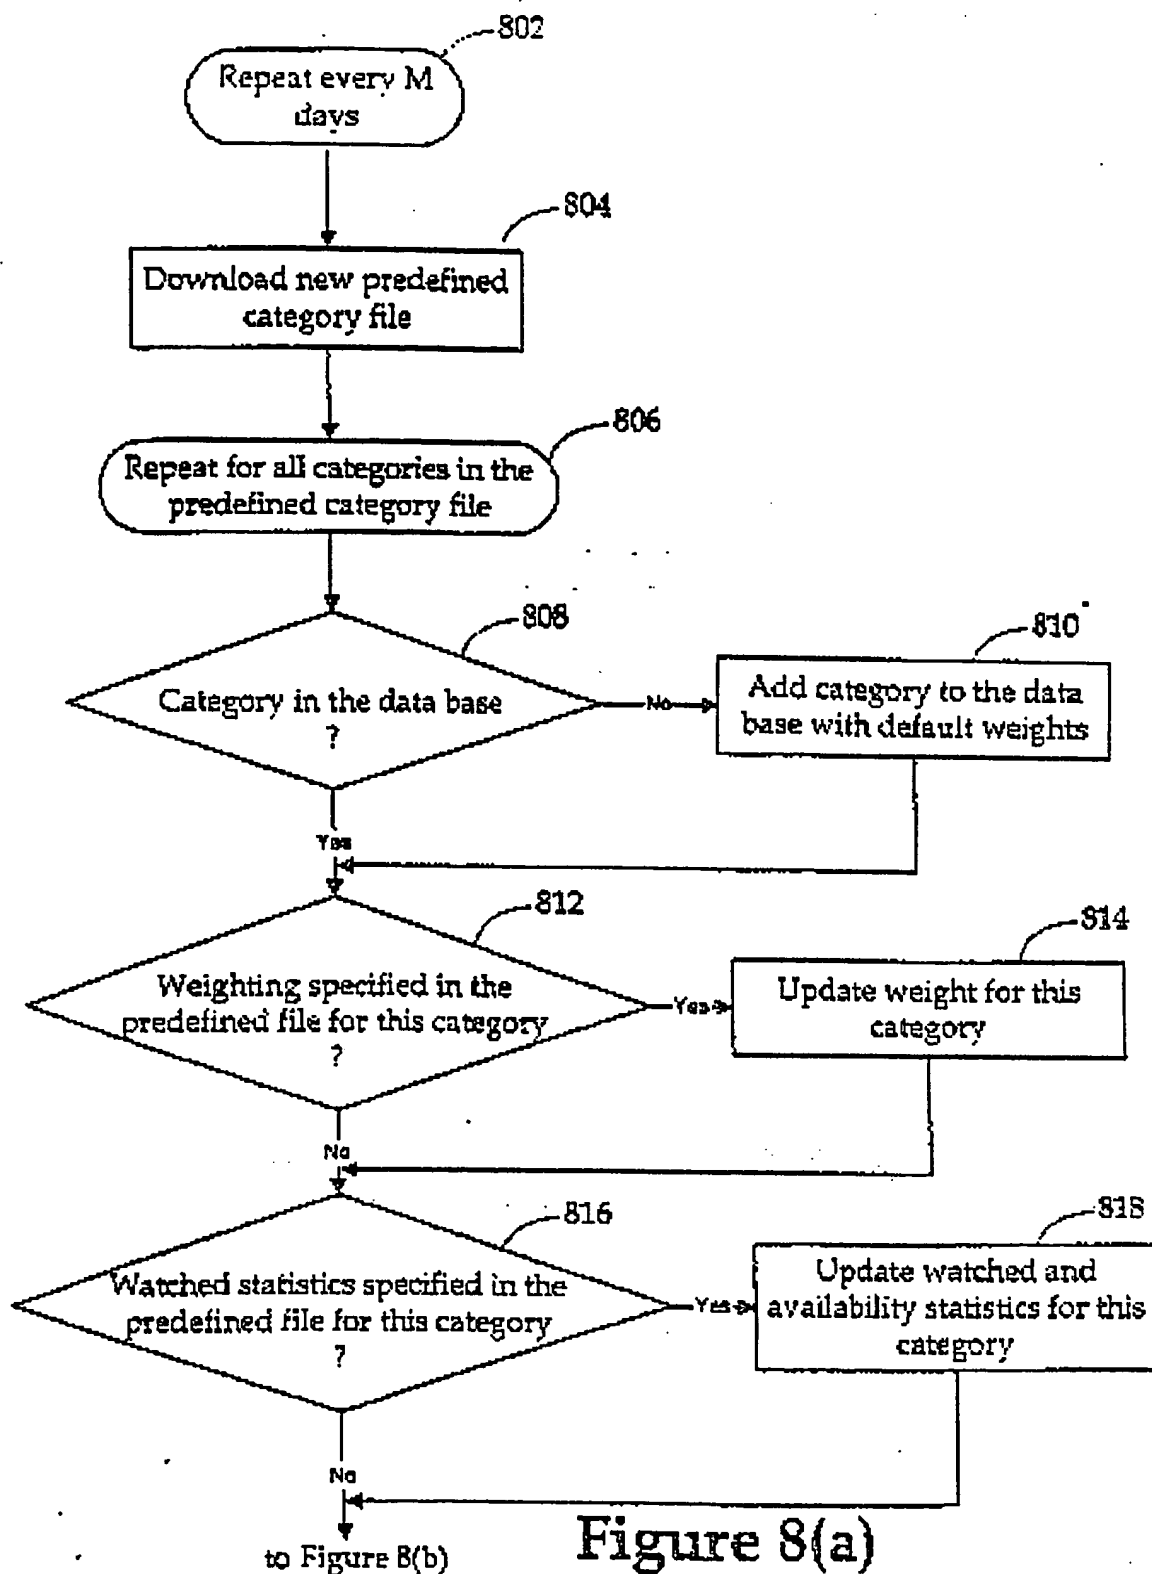 802
Repeat every M
days
804
Download new predefined
category file
806
Repeat for all categories in the
predefined category file
808
Category in the data base
?
No
810
Add category to the data
base with default weights
Yes
812
Weighting specified in the
predefined file for this category
?
Yes
814
Update weight for this
category
No
816
Watched statistics specified in the
predefined file for this category
?
Yes
818
Update watched and
availability statistics for this
category
No
to Figure 8(b)
Figure 8(a)